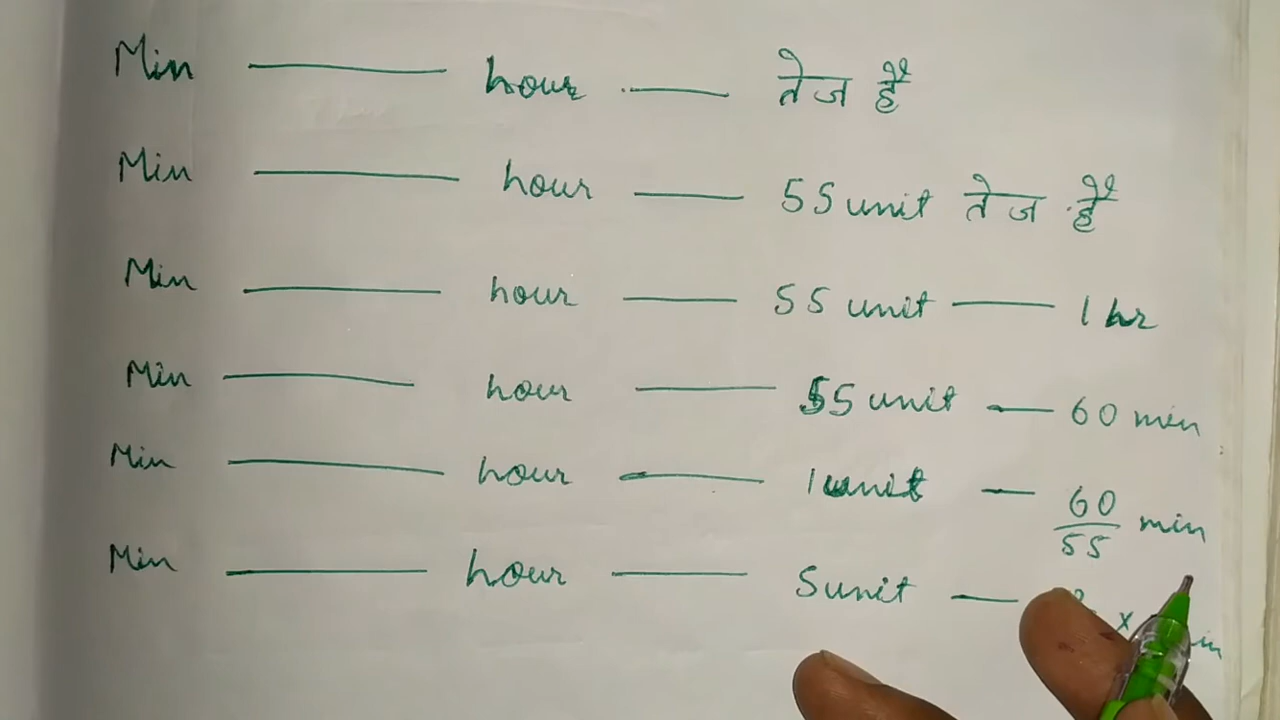 Min — hour — तेज है
Min — hour — 55 unit तेज है
Min — hour — 55 unit — 1 hr
Min — hour — 55 unit — 60 min
Min — hour — 1 unit — 60/55 min
Min — hour — 5 unit — ×